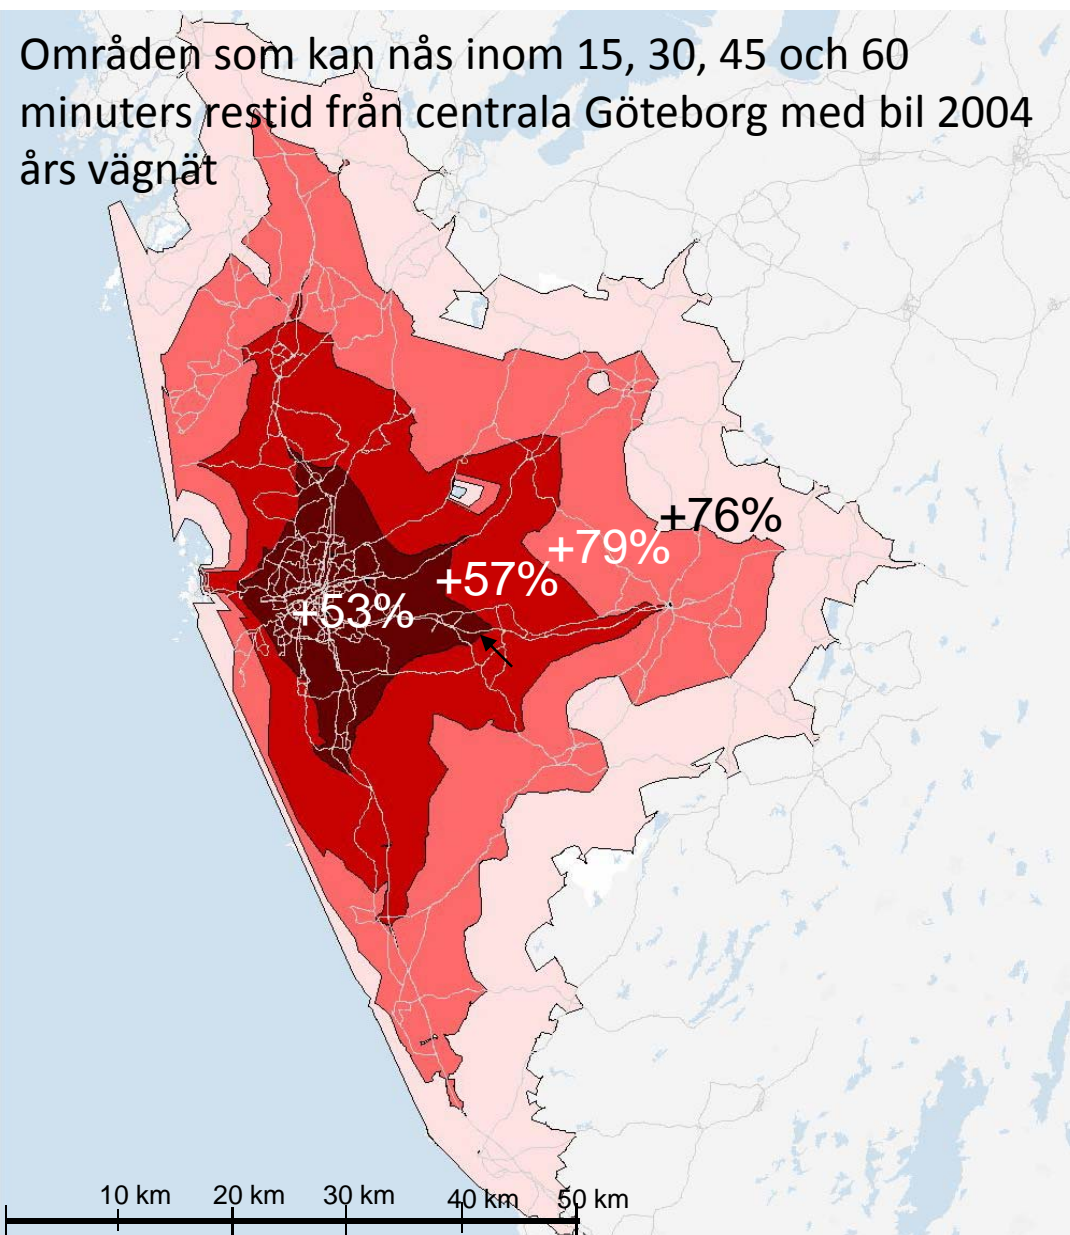 Områden som kan nås inom 15, 30, 45 och 60
minuters restid från centrala Göteborg med bil 2004
års vägnät
+76%
+79%
+57%
+53%
10 km 20 km 30 km 40 km 50 km